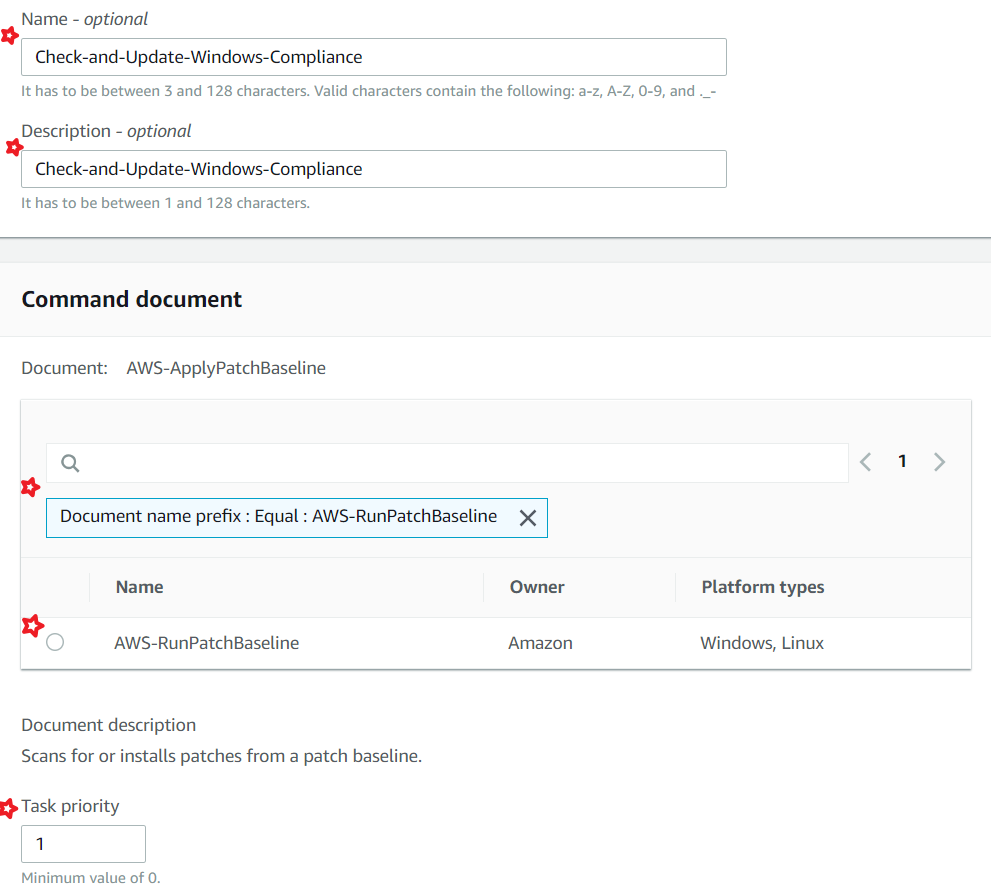 Name - optional
Check-and-Update-Windows-Compliance
It has to be between 3 and 128 characters. Valid characters contain the following: a-z, A-Z, 0-9, and ._-
Description - optional
Check-and-Update-Windows-Compliance
It has to be between 1 and 128 characters.
Command document
Document: AWS-ApplyPatchBaseline
1
Document name prefix : Equal : AWS-RunPatchBaseline
Name Owner Platform types
AWS-RunPatchBaseline Amazon Windows, Linux
Document description
Scans for or installs patches from a patch baseline.
Task priority
1
Minimum value of 0.